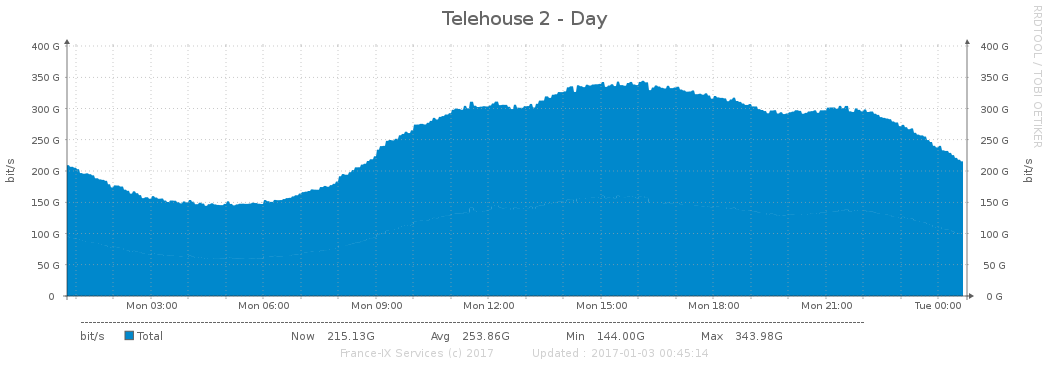 Telehouse 2 - Day
RRDTOOL / TOBI OETIKER
bit/s
400 G 400 G
350 G 350 G
300 G 300 G
250 G 250 G
200 G 200 G
150 G 150 G
100 G 100 G
50 G 50 G
0 0 G
bit/s
Mon 03:00 Mon 06:00 Mon 09:00 Mon 12:00 Mon 15:00 Mon 18:00 Mon 21:00 Tue 00:00
bit/s Total Now 215.13G Avg 253.86G Min 144.00G Max 343.98G
France-IX Services (c) 2017 Updated : 2017-01-03 00:45:14